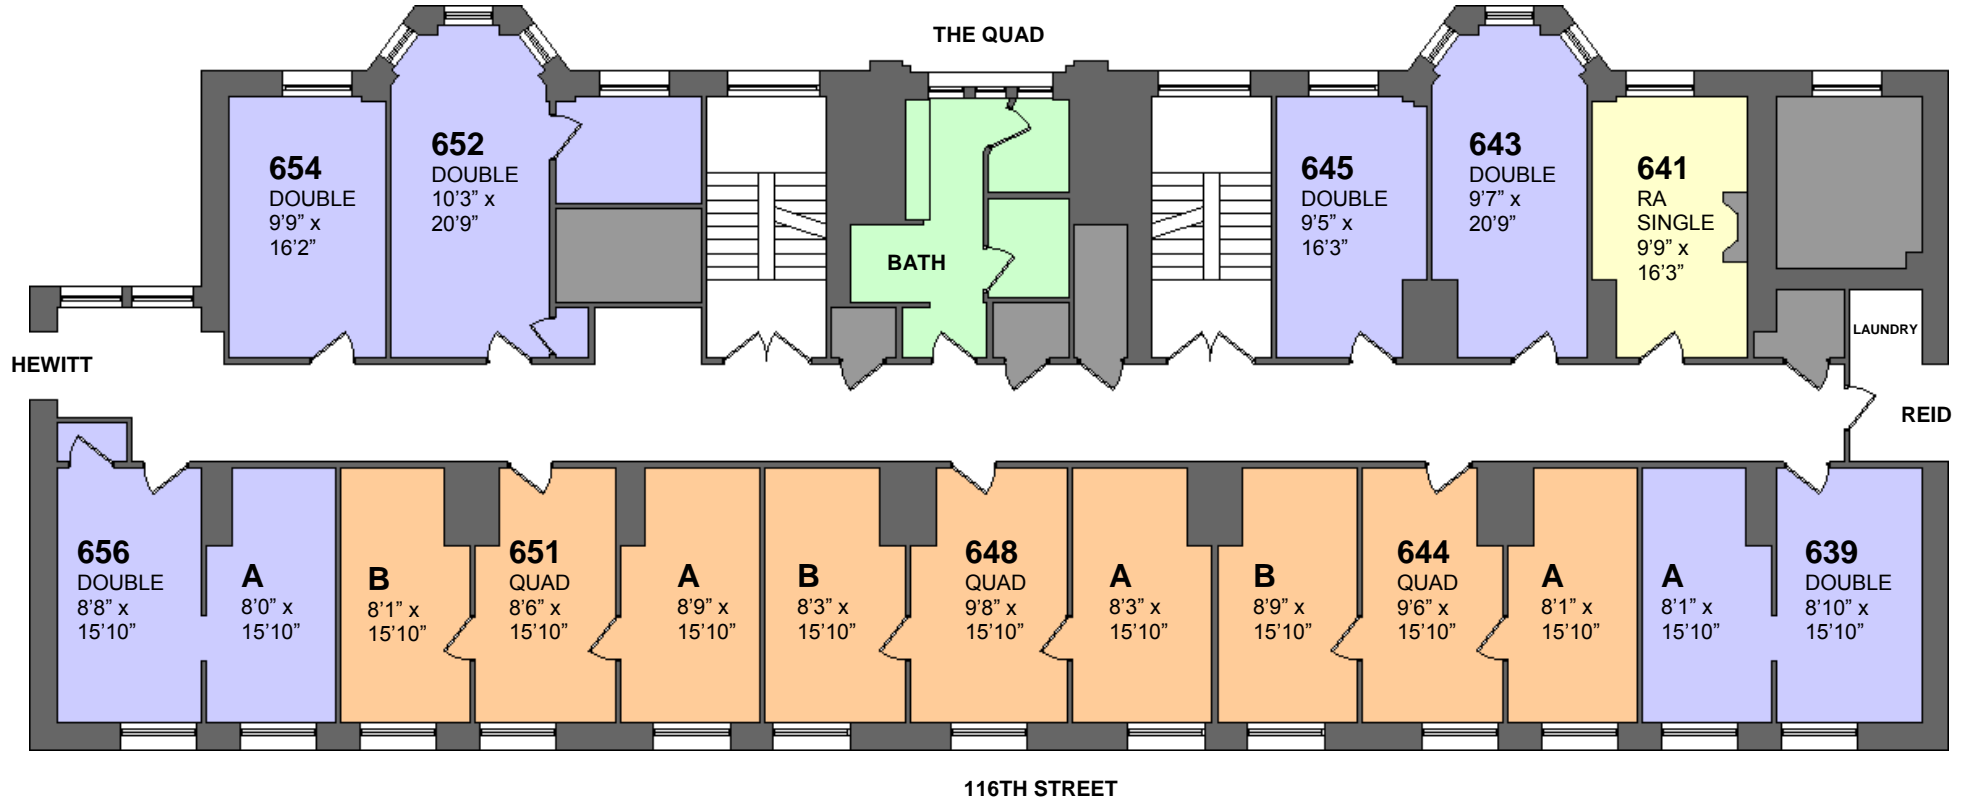 THE QUAD
654
DOUBLE
9’9” x
16’2”
652
DOUBLE
10’3” x
20’9”
BATH
645
DOUBLE
9’5” x
16’3”
643
DOUBLE
9’7” x
20’9”
641
RA
SINGLE
9’9” x
16’3”
LAUNDRY
HEWITT
REID
656
DOUBLE
8’8” x
15’10”
A
8’0” x
15’10”
B
8’1” x
15’10”
651
QUAD
8’6” x
15’10”
A
8’9” x
15’10”
B
8’3” x
15’10”
648
QUAD
9’8” x
15’10”
A
8’3” x
15’10”
B
8’9” x
15’10”
644
QUAD
9’6” x
15’10”
A
8’1” x
15’10”
A
8’1” x
15’10”
639
DOUBLE
8’10” x
15’10”
116TH STREET